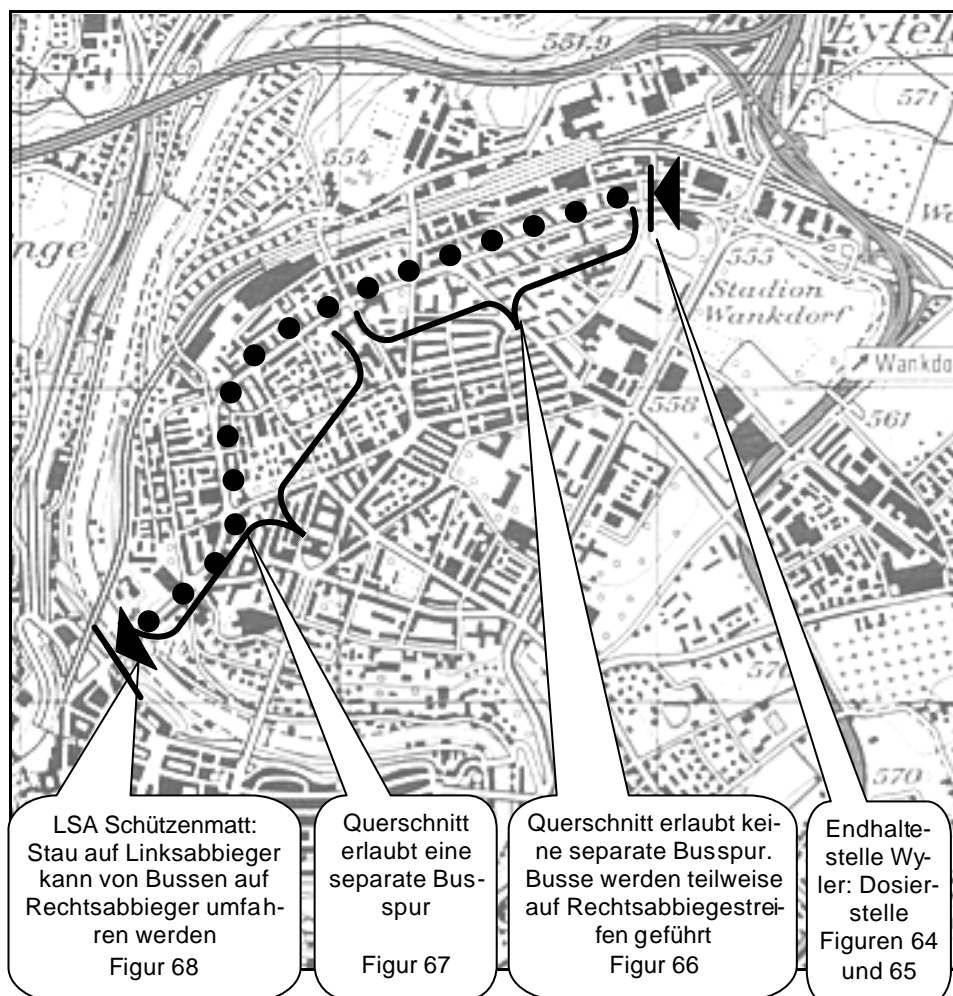 551.9
Eyfel
571
554
nge
We
555
Stadion
Wankdorf
Wankdo
558
561
570
LSA Schützenmatt:
Stau auf Linksabbieger
kann von Bussen auf
Rechtsabbieger umfah-
ren werden
Figur 68
Querschnitt
erlaubt eine
separate Bus-
spur
Figur 67
Querschnitt erlaubt kei-
ne separate Busspur.
Busse werden teilweise
auf Rechtsabbiegestrei-
fen geführt
Figur 66
Endhalte-
stelle Wy-
ler: Dosier-
stelle
Figuren 64
und 65